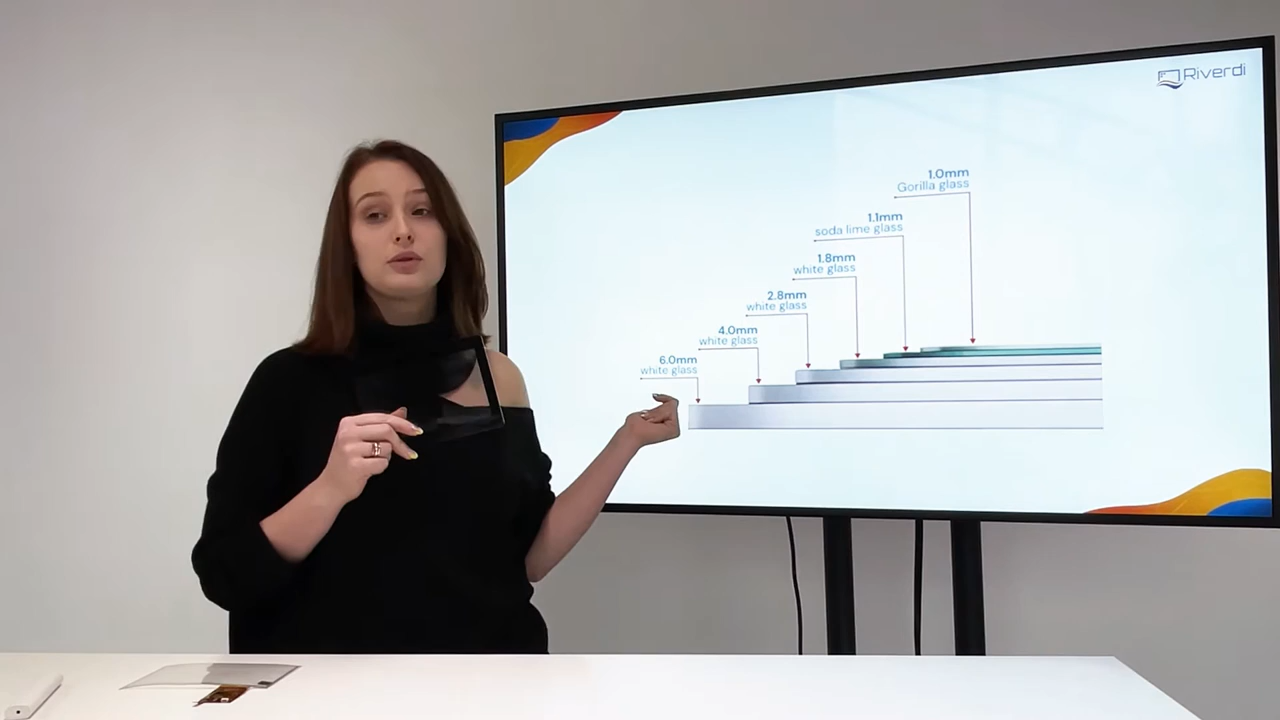 Riverdi
1.0mm
Gorilla glass
1.1mm
soda lime glass
1.8mm
white glass
2.8mm
white glass
4.0mm
white glass
6.0mm
white glass